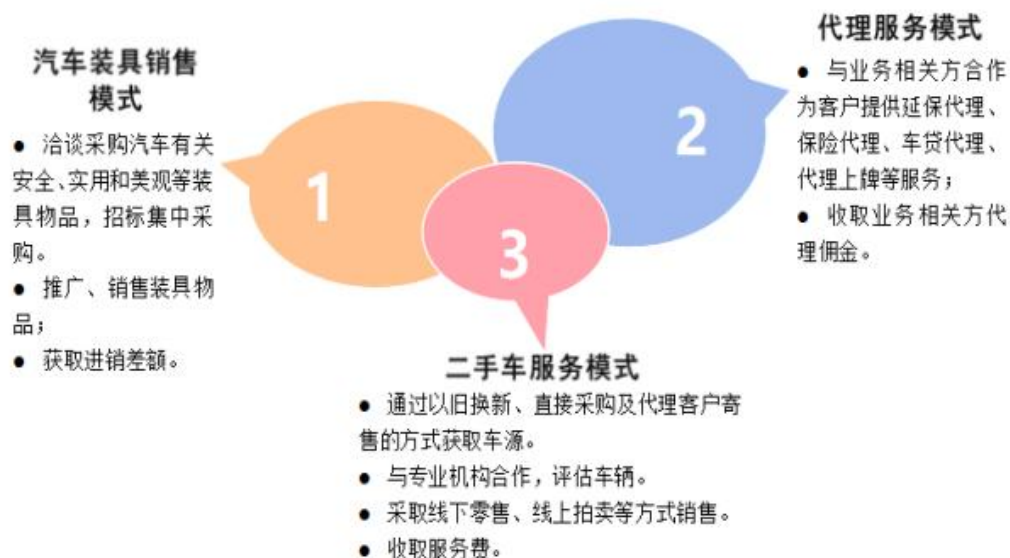 汽车装具销售
模式
● 洽谈采购汽车有关
安全、实用和美观等装
具物品，招标集中采
购。
● 推广、销售装具物
品；
● 获取进销差额。
1
2
3
代理服务模式
● 与业务相关方合作
为客户提供延保代理、
保险代理、车贷代理、
代理上牌等服务；
● 收取业务相关方代
理佣金。
二手车服务模式
● 通过以旧换新、直接采购及代理客户寄
售的方式获取车源。
● 与专业机构合作，评估车辆。
● 采取线下零售、线上拍卖等方式销售。
● 收取服务费。